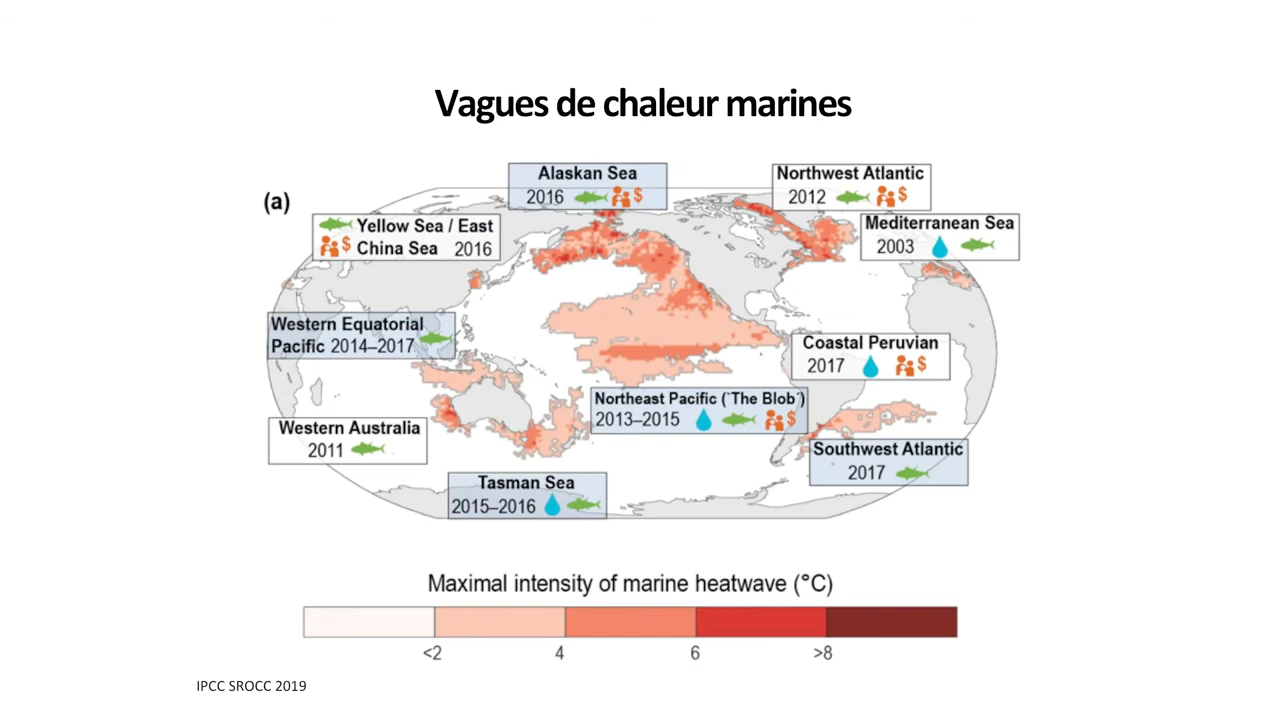 Vagues de chaleur marines
(a)
Alaskan Sea
2016 $
Northwest Atlantic
2012 $
Yellow Sea / East
$ China Sea 2016
Mediterranean Sea
2003
Western Equatorial
Pacific 2014–2017
Coastal Peruvian
2017 $
Northeast Pacific (`The Blob´)
2013–2015 $
Western Australia
2011
Southwest Atlantic
2017
Tasman Sea
2015–2016
Maximal intensity of marine heatwave (°C)
<2 4 6 >8
IPCC SROCC 2019